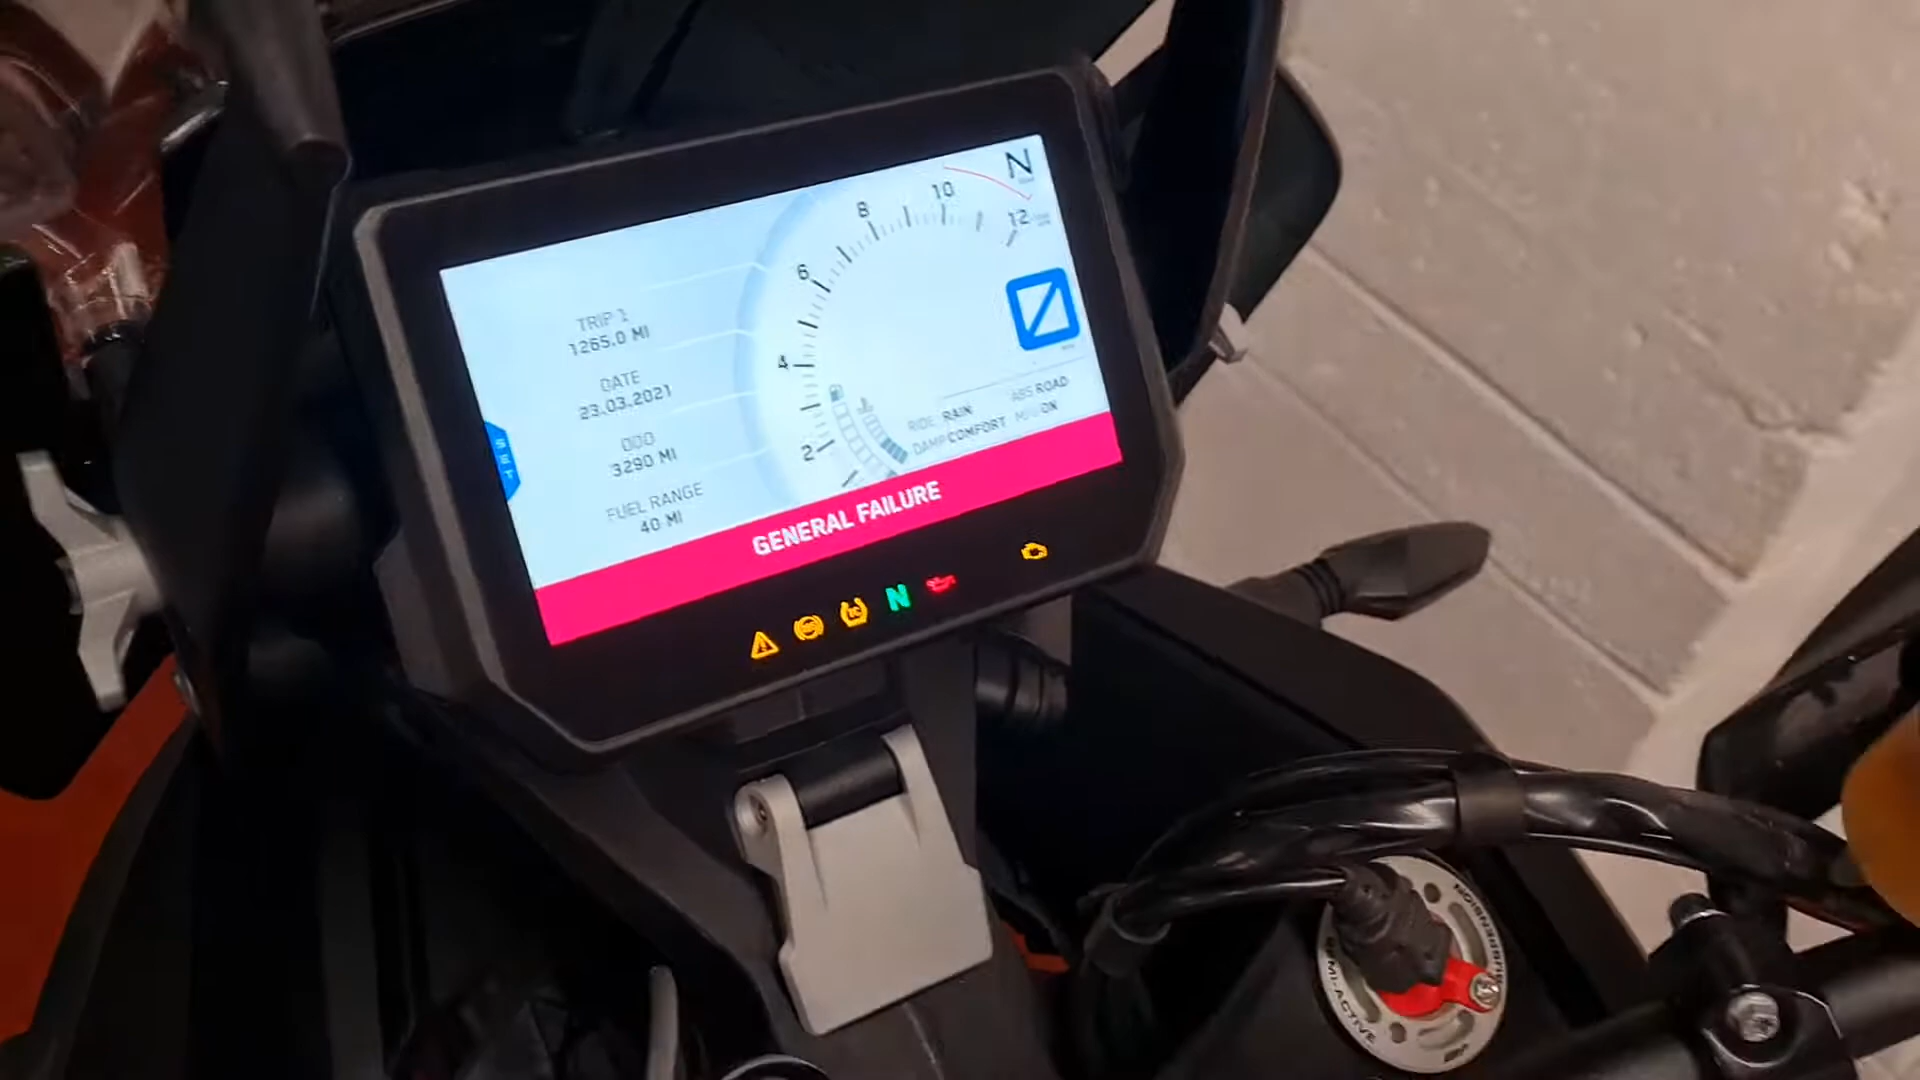 N
10
8
12
6
TRIP 1
1265.0 MI
4
DATE
23.03.2021
RIDE RAIN
ABS ROAD
DAMP COMFORT
ON
SET
ODO
3290 MI
2
FUEL RANGE
40 MI
GENERAL FAILURE
N
SUSPENSION
SEMI-ACTIVE